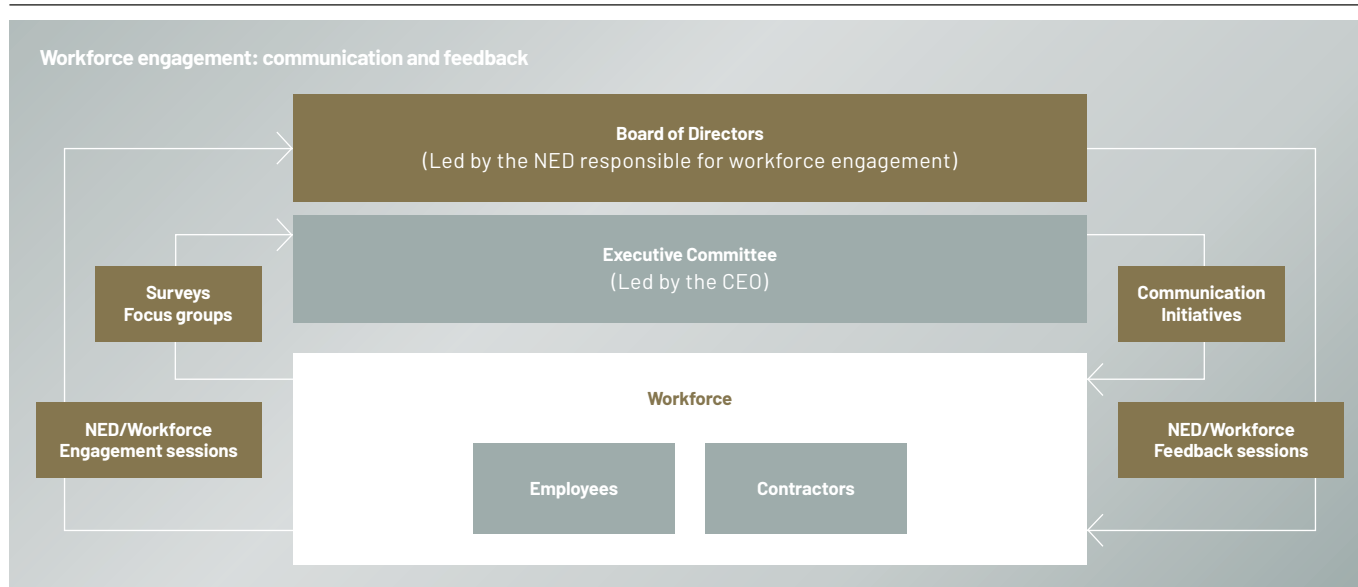 Workforce engagement: communication and feedback
Board of Directors
(Led by the NED responsible for workforce engagement)
Executive Committee
(Led by the CEO)
Surveys
Focus groups
Communication
Initiatives
Workforce
NED/Workforce
Engagement sessions
NED/Workforce
Feedback sessions
Employees
Contractors